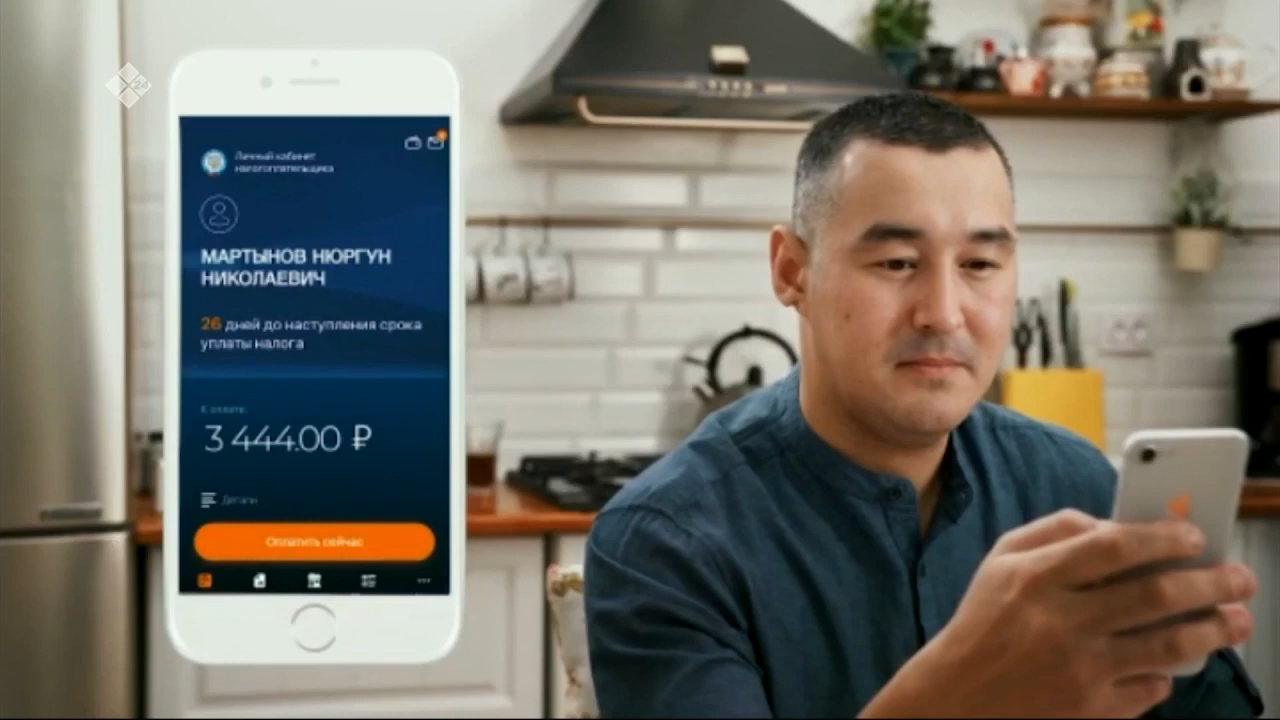 Личный кабинет
налогоплательщика
МАРТЫНОВ НЮРГУН
НИКОЛАЕВИЧ
26 дней до наступления срока
уплаты налога
К оплате:
3 444.00 ₽
Детали
Оплатить сейчас